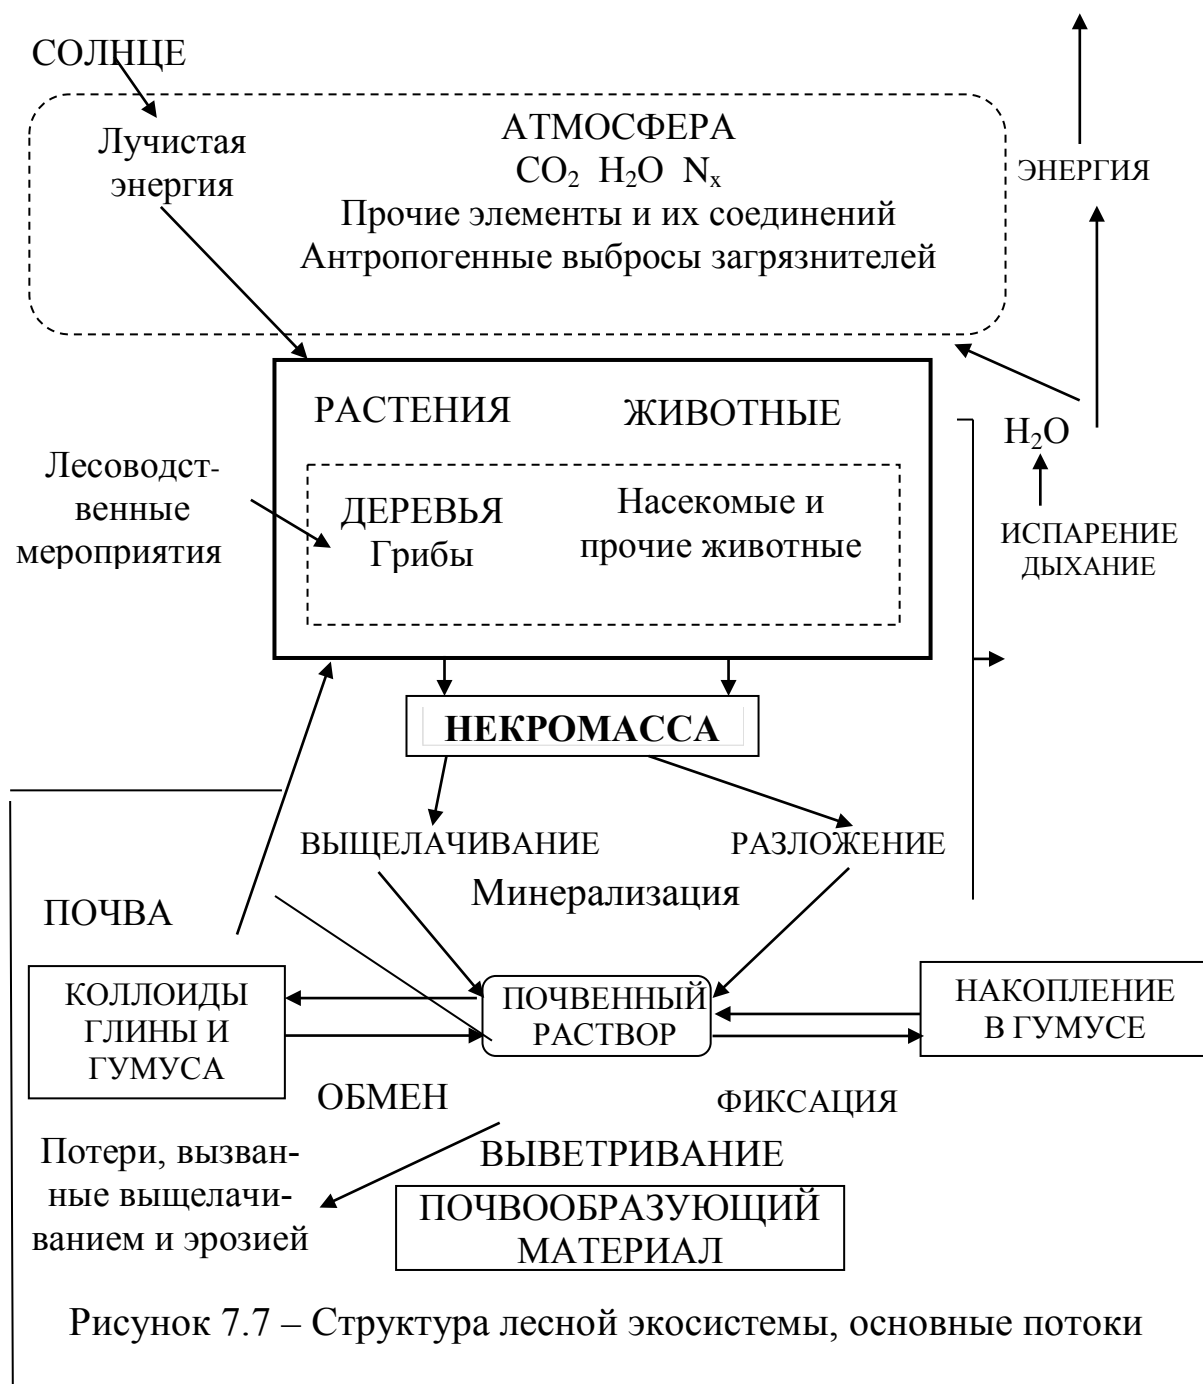 СОЛНЦЕ
Лучистая
энергия
АТМОСФЕРА
CO₂ H₂O Nₓ
Прочие элементы и их соединений
Антропогенные выбросы загрязнителей
ЭНЕРГИЯ
РАСТЕНИЯ
ЖИВОТНЫЕ
H₂O
Лесоводст-
венные
мероприятия
ДЕРЕВЬЯ
Грибы
Насекомые и
прочие животные
ИСПАРЕНИЕ
ДЫХАНИЕ
НЕКРОМАССА
ВЫЩЕЛАЧИВАНИЕ
РАЗЛОЖЕНИЕ
Минерализация
ПОЧВА
КОЛЛОИДЫ
ГЛИНЫ И
ГУМУСА
ПОЧВЕННЫЙ
РАСТВОР
НАКОПЛЕНИЕ
В ГУМУСЕ
ОБМЕН
ФИКСАЦИЯ
Потери, вызван-
ные выщелачи-
ванием и эрозией
ВЫВЕТРИВАНИЕ
ПОЧВООБРАЗУЮЩИЙ
МАТЕРИАЛ
Рисунок 7.7 – Структура лесной экосистемы, основные потоки